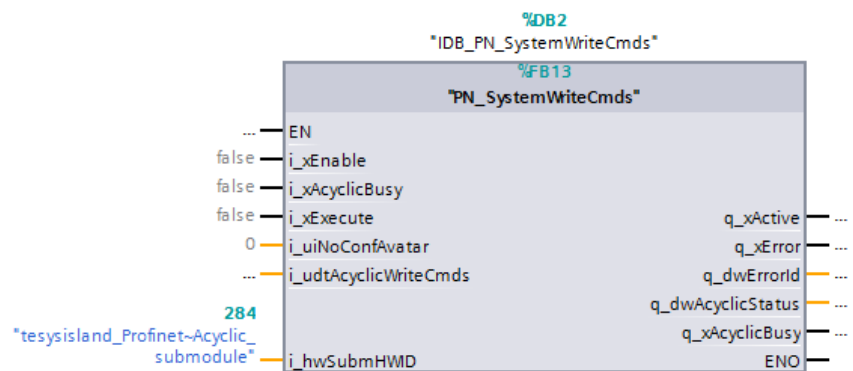 %DB2
"IDB_PN_SystemWriteCmds"
%FB13
"PN_SystemWriteCmds"
... EN
false i_xEnable
false i_xAcyclicBusy
false i_xExecute q_xActive ...
0 i_uiNoConfAvatar q_xError ...
... i_udtAcyclicWriteCmds q_dwErrorId ...
284 q_dwAcyclicStatus ...
"tesysisland_Profinet~Acyclic_ q_xAcyclicBusy ...
submodule" i_hwSubmHWID ENO